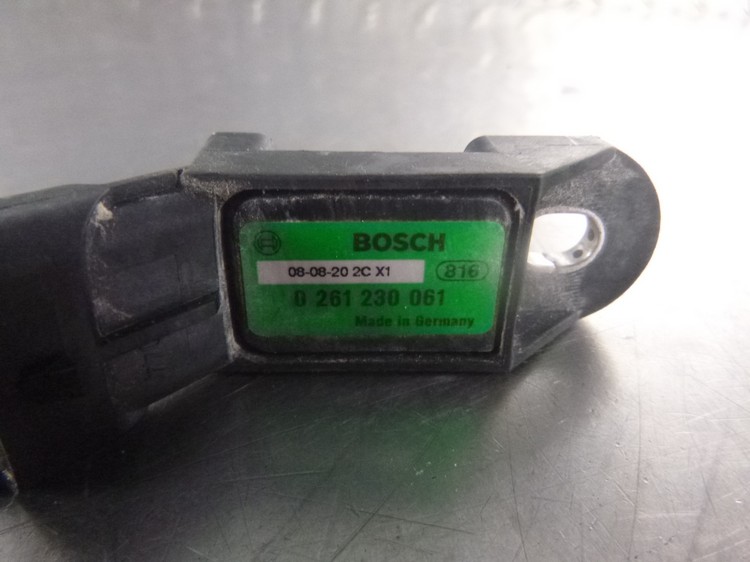 BOSCH
08-08-20 2C X1 816
0 261 230 061
Made in Germany